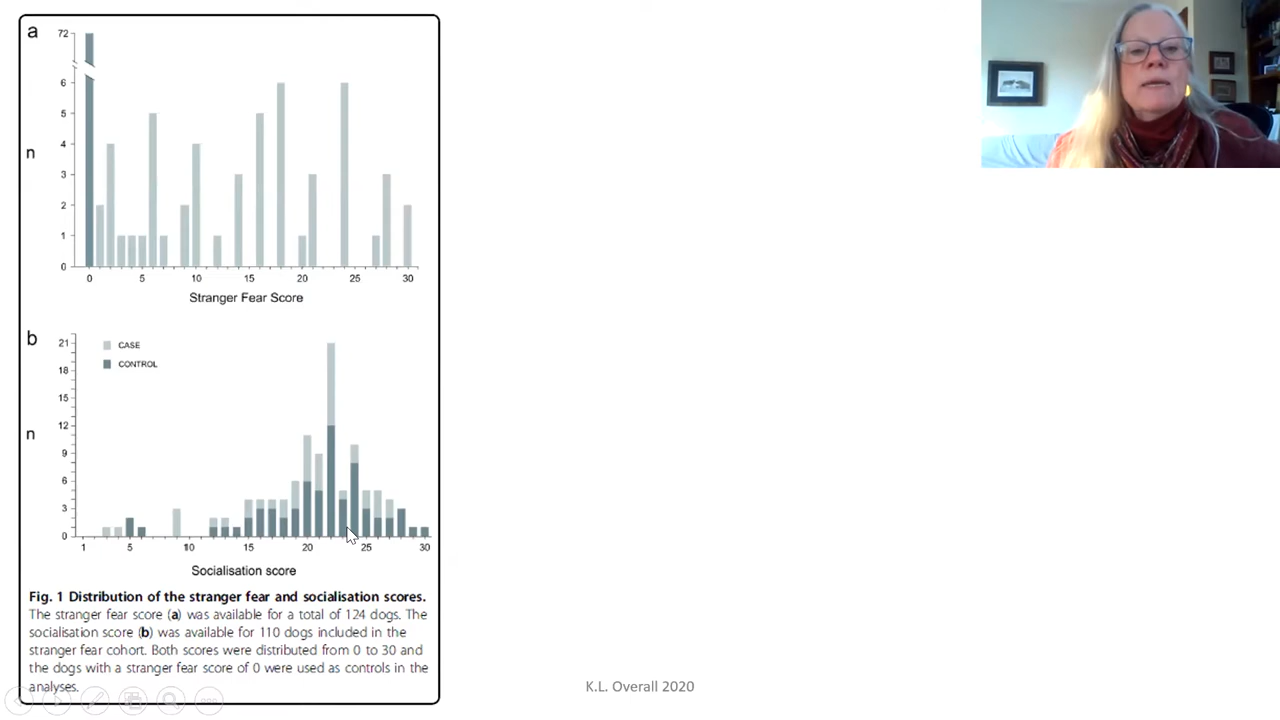 a
72
6
5
4
3
2
1
0
n
0 5 10 15 20 25 30
Stranger Fear Score
b
CASE
CONTROL
21
18
15
12
9
6
3
0
n
1 5 10 15 20 25 30
Socialisation score
Fig. 1 Distribution of the stranger fear and socialisation scores.
The stranger fear score (a) was available for a total of 124 dogs. The
socialisation score (b) was available for 110 dogs included in the
stranger fear cohort. Both scores were distributed from 0 to 30 and
the dogs with a stranger fear score of 0 were used as controls in the
analyses.
K.L. Overall 2020